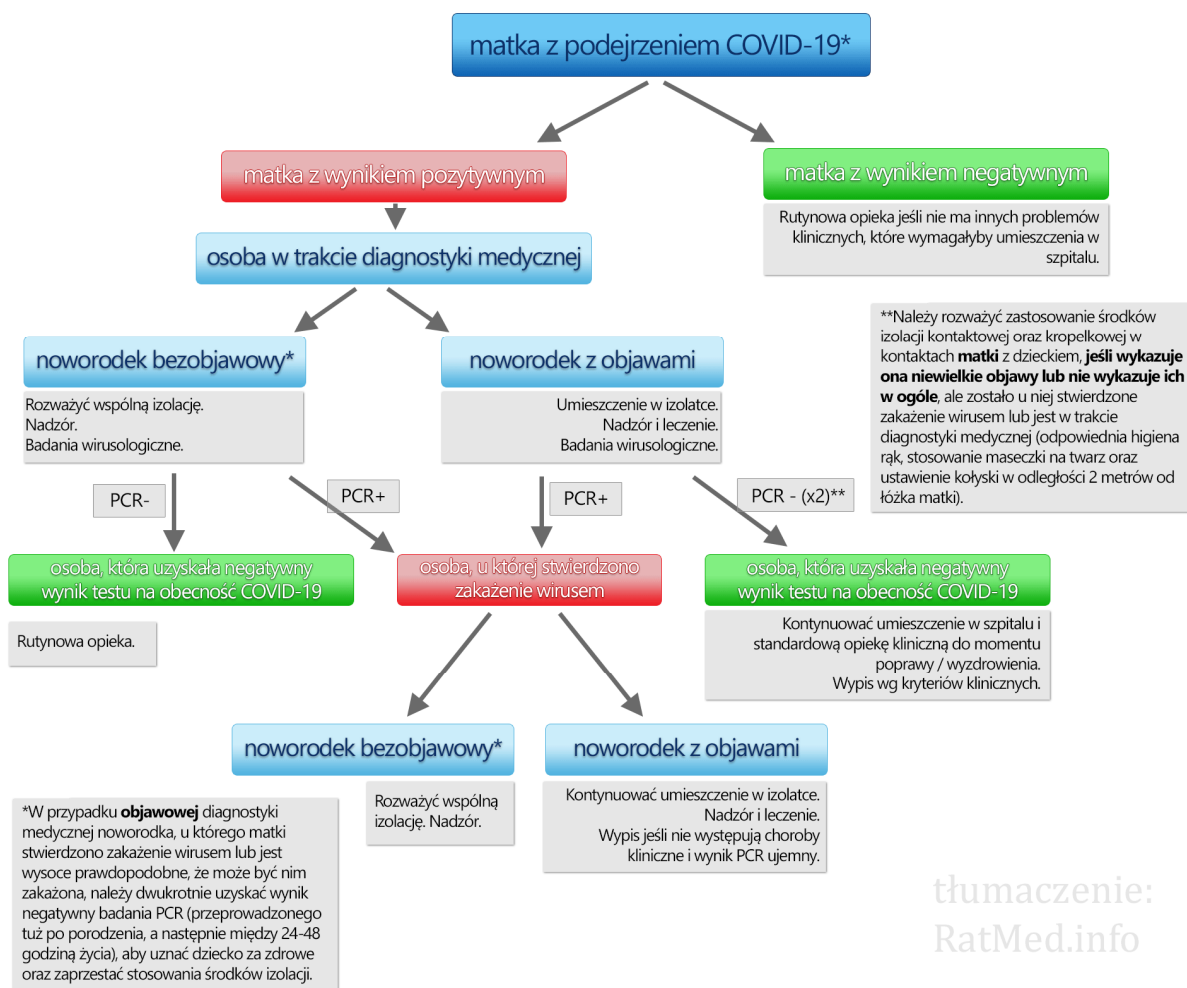 matka z podejrzeniem COVID-19*
matka z wynikiem pozytywnym
matka z wynikiem negatywnym
Rutynowa opieka jeśli nie ma innych problemów
klinicznych, które wymagałyby umieszczenia w
szpitalu.
osoba w trakcie diagnostyki medycznej
noworodek bezobjawowy*
Rozważyć wspólną izolację.
Nadzór.
Badania wirusologiczne.
noworodek z objawami
Umieszczenie w izolatce.
Nadzór i leczenie.
Badania wirusologiczne.
**Należy rozważyć zastosowanie środków
izolacji kontaktowej oraz kropelkowej w
kontaktach matki z dzieckiem, jeśli wykazuje
ona niewielkie objawy lub nie wykazuje ich
w ogóle, ale zostało u niej stwierdzone
zakażenie wirusem lub jest w trakcie
diagnostyki medycznej (odpowiednia higiena
rąk, stosowanie maseczki na twarz oraz
ustawienie kołyski w odległości 2 metrów od
łóżka matki).
PCR-
PCR+
PCR+
PCR - (x2)**
osoba, która uzyskała negatywny
wynik testu na obecność COVID-19
Rutynowa opieka.
osoba, u której stwierdzono
zakażenie wirusem
osoba, która uzyskała negatywny
wynik testu na obecność COVID-19
Kontynuować umieszczenie w szpitalu i
standardową opiekę kliniczną do momentu
poprawy / wyzdrowienia.
Wypis wg kryteriów klinicznych.
noworodek bezobjawowy*
Rozważyć wspólną
izolację. Nadzór.
noworodek z objawami
Kontynuować umieszczenie w izolatce.
Nadzór i leczenie.
Wypis jeśli nie występują choroby
kliniczne i wynik PCR ujemny.
*W przypadku objawowej diagnostyki
medycznej noworodka, u którego matki
stwierdzono zakażenie wirusem lub jest
wysoce prawdopodobne, że może być nim
zakażona, należy dwukrotnie uzyskać wynik
negatywny badania PCR (przeprowadzonego
tuż po porodzenia, a następnie między 24-48
godziną życia), aby uznać dziecko za zdrowe
oraz zaprzestać stosowania środków izolacji.
tłumaczenie:
RatMed.info